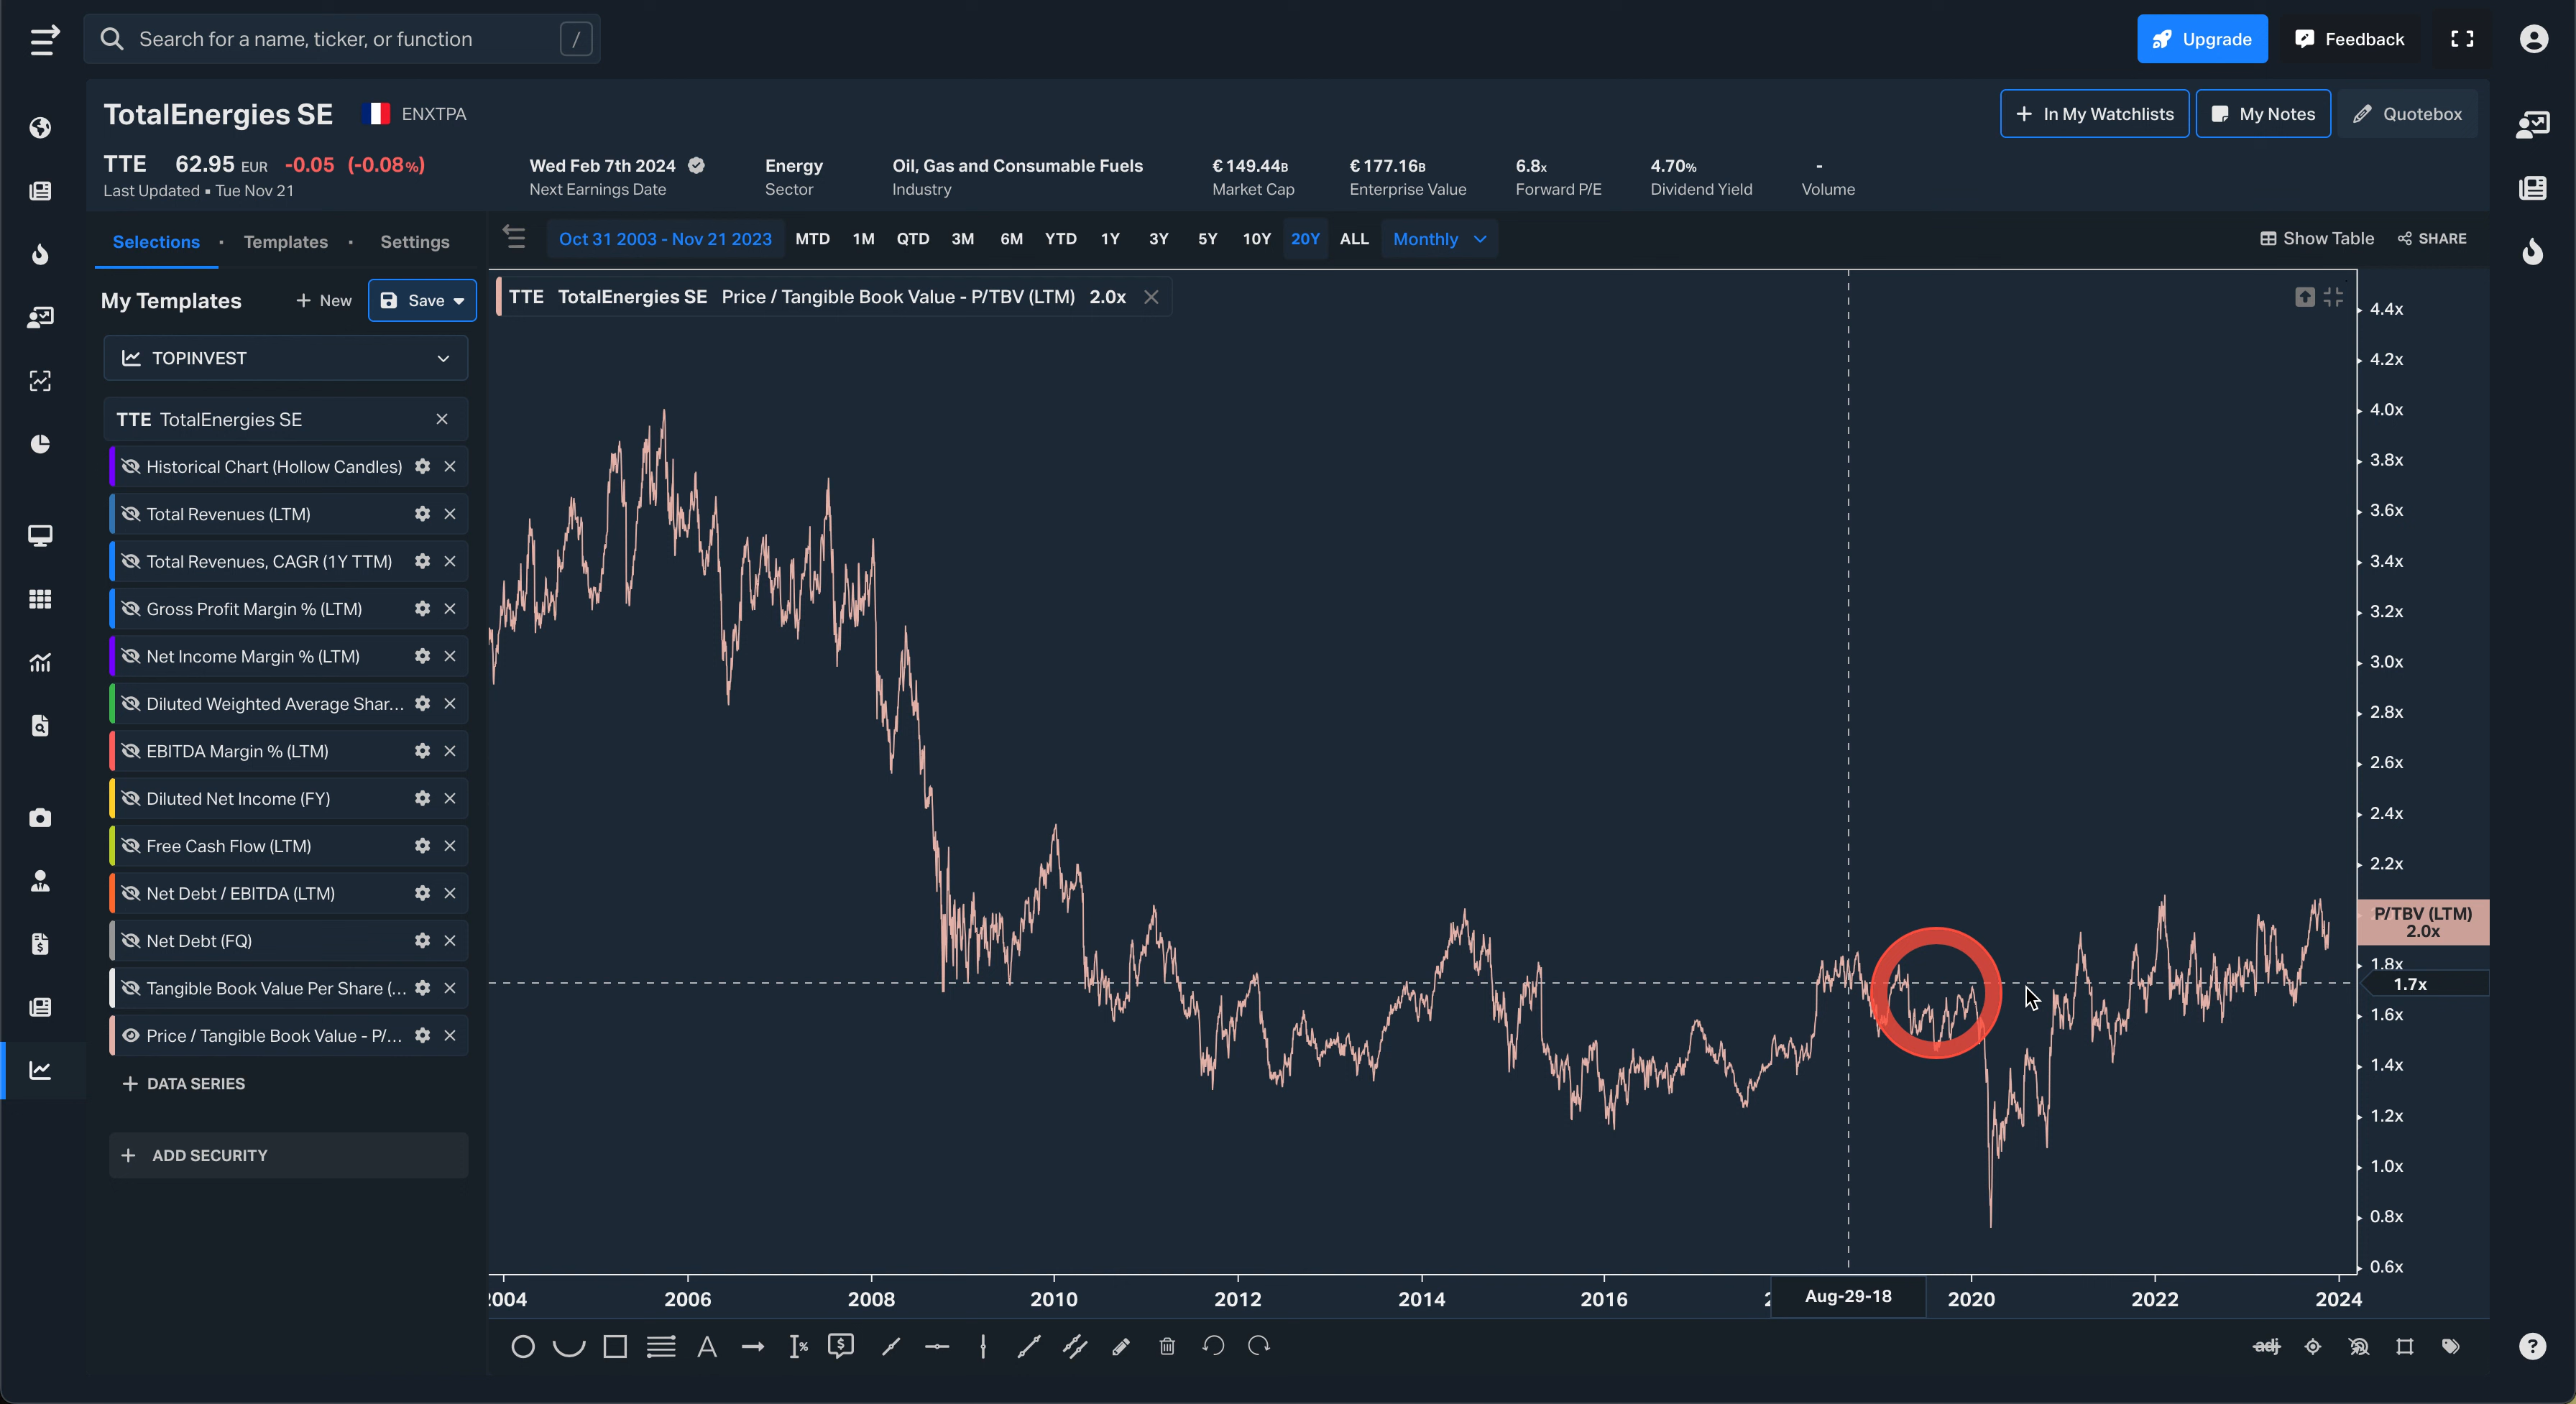 Search for a name, ticker, or function /
Upgrade
Feedback
TotalEnergies SE ENXTPA
In My Watchlists
My Notes
Quotebox
TTE 62.95 EUR -0.05 (-0.08%)
Last Updated ▪ Tue Nov 21
Wed Feb 7th 2024
Next Earnings Date
Energy
Sector
Oil, Gas and Consumable Fuels
Industry
€ 149.44B
Market Cap
€ 177.16B
Enterprise Value
6.8x
Forward P/E
4.70%
Dividend Yield
-
Volume
Selections · Templates · Settings
Oct 31 2003 - Nov 21 2023 MTD 1M QTD 3M 6M YTD 1Y 3Y 5Y 10Y 20Y ALL Monthly
Show Table SHARE
My Templates + New Save
TOPINVEST
TTE TotalEnergies SE
Historical Chart (Hollow Candles)
Total Revenues (LTM)
Total Revenues, CAGR (1Y TTM)
Gross Profit Margin % (LTM)
Net Income Margin % (LTM)
Diluted Weighted Average Shar...
EBITDA Margin % (LTM)
Diluted Net Income (FY)
Free Cash Flow (LTM)
Net Debt / EBITDA (LTM)
Net Debt (FQ)
Tangible Book Value Per Share (...
Price / Tangible Book Value - P/...
+ DATA SERIES
+ ADD SECURITY
TTE TotalEnergies SE Price / Tangible Book Value - P/TBV (LTM) 2.0x
4.4x
4.2x
4.0x
3.8x
3.6x
3.4x
3.2x
3.0x
2.8x
2.6x
2.4x
2.2x
P/TBV (LTM)
2.0x
1.8x
1.7x
1.6x
1.4x
1.2x
1.0x
0.8x
0.6x
2004 2006 2008 2010 2012 2014 2016 Aug-29-18 2020 2022 2024
A
%
$
adj
?